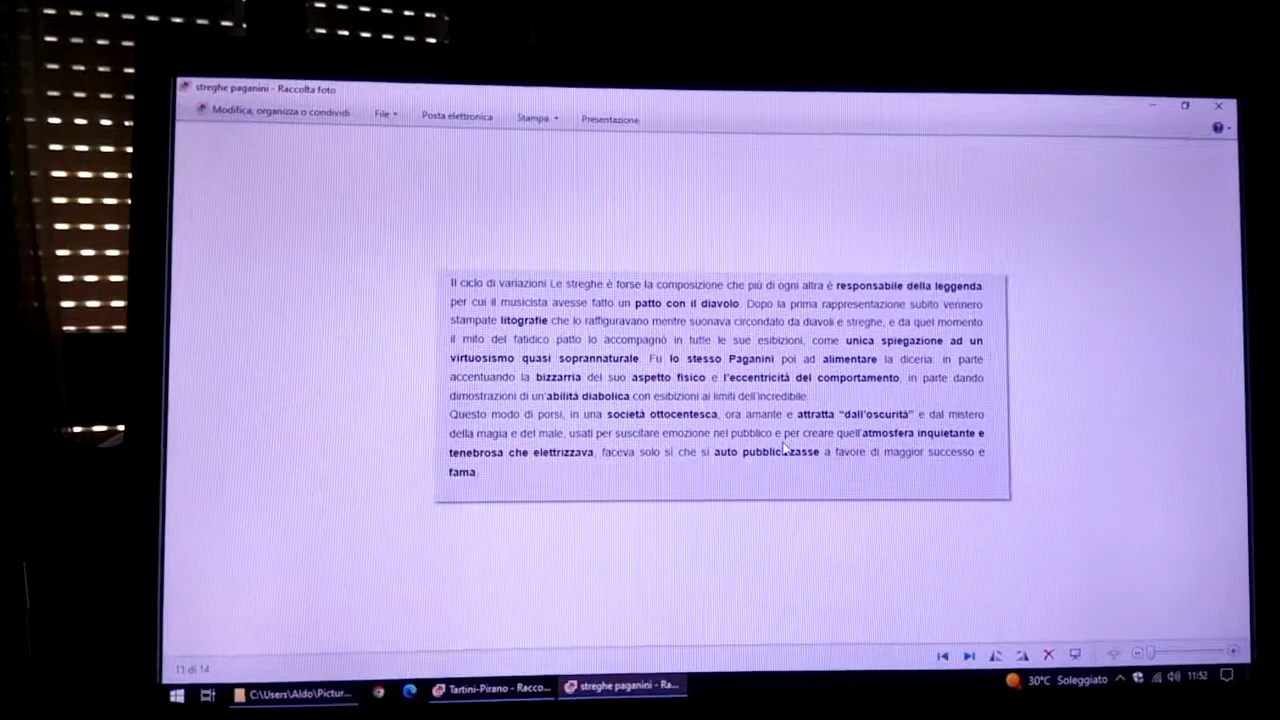 streghe paganini - Raccolta foto
Modifica, organizza o condividi File Posta elettronica Stampa Presentazione
Il ciclo di variazioni Le streghe è forse la composizione che più di ogni altra è responsabile della leggenda
per cui il musicista avesse fatto un patto con il diavolo. Dopo la prima rappresentazione subito vennero
stampate litografie che lo raffiguravano mentre suonava circondato da diavoli e streghe, e da quel momento
il mito del fatidico patto lo accompagnò in tutte le sue esibizioni, come unica spiegazione ad un
virtuosismo quasi soprannaturale. Fu lo stesso Paganini poi ad alimentare la diceria: in parte
accentuando la bizzarria del suo aspetto fisico e l'eccentricità del comportamento, in parte dando
dimostrazioni di un'abilità diabolica con esibizioni ai limiti dell'incredibile.
Questo modo di porsi, in una società ottocentesca, ora amante e attratta "dall'oscurità" e dal mistero
della magia e del male, usati per suscitare emozione nel pubblico e per creare quell'atmosfera inquietante e
tenebrosa che elettrizzava, faceva solo sì che si auto pubblicizzasse a favore di maggior successo e
fama
11 di 14
C:\Users\Aldo\Pictur... Tartini-Pirano - Racco... streghe paganini - Ra... 30°C Soleggiato 11:52